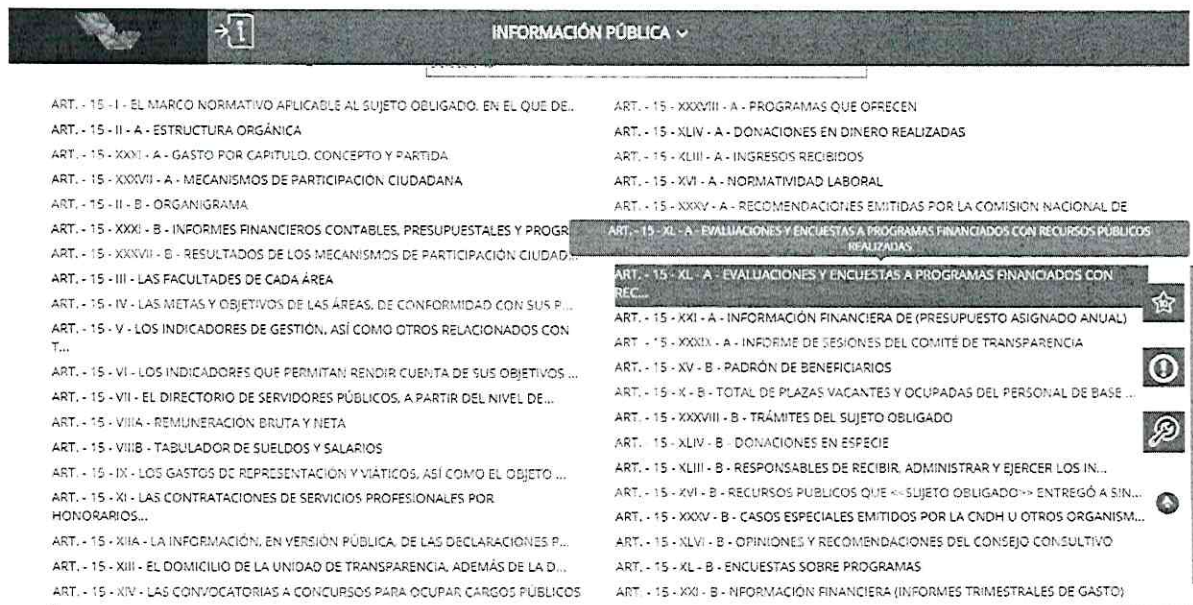 INFORMACIÓN PÚBLICA
ART. - 15 - I - EL MARCO NORMATIVO APLICABLE AL SUJETO OBLIGADO, EN EL QUE DE...
ART. - 15 - II - A - ESTRUCTURA ORGÁNICA
ART. - 15 - XXXI - A - GASTO POR CAPITULO, CONCEPTO Y PARTIDA
ART. - 15 - XXXVII - A - MECANISMOS DE PARTICIPACIÓN CIUDADANA
ART. - 15 - II - B - ORGANIGRAMA
ART. - 15 - XXXI - B - INFORMES FINANCIEROS CONTABLES, PRESUPUESTALES Y PROGR
ART. - 15 - XXXVII - B - RESULTADOS DE LOS MECANISMOS DE PARTICIPACIÓN CIUDAD...
ART. - 15 - III - LAS FACULTADES DE CADA ÁREA
ART. - 15 - IV - LAS METAS Y OBJETIVOS DE LAS ÁREAS, DE CONFORMIDAD CON SUS P...
ART. - 15 - V - LOS INDICADORES DE GESTIÓN, ASÍ COMO OTROS RELACIONADOS CON
T...
ART. - 15 - VI - LOS INDICADORES QUE PERMITAN RENDIR CUENTA DE SUS OBJETIVOS ...
ART. - 15 - VII - EL DIRECTORIO DE SERVIDORES PÚBLICOS, A PARTIR DEL NIVEL DE...
ART. - 15 - VIIIA - REMUNERACIÓN BRUTA Y NETA
ART. - 15 - VIIIB - TABULADOR DE SUELDOS Y SALARIOS
ART. - 15 - IX - LOS GASTOS DE REPRESENTACIÓN Y VIÁTICOS, ASÍ COMO EL OBJETO ...
ART. - 15 - XI - LAS CONTRATACIONES DE SERVICIOS PROFESIONALES POR
HONORARIOS...
ART. - 15 - XIIA - LA INFORMACIÓN, EN VERSIÓN PÚBLICA, DE LAS DECLARACIONES P...
ART. - 15 - XIII - EL DOMICILIO DE LA UNIDAD DE TRANSPARENCIA, ADEMÁS DE LA D...
ART. - 15 - XIV - LAS CONVOCATORIAS A CONCURSOS PARA OCUPAR CARGOS PÚBLICOS
ART. - 15 - XXXVIII - A - PROGRAMAS QUE OFRECEN
ART. - 15 - XLIV - A - DONACIONES EN DINERO REALIZADAS
ART. - 15 - XLIII - A - INGRESOS RECIBIDOS
ART. - 15 - XVI - A - NORMATIVIDAD LABORAL
ART. - 15 - XXXV - A - RECOMENDACIONES EMITIDAS POR LA COMISION NACIONAL DE
ART. - 15 - XL - A - EVALUACIONES Y ENCUESTAS A PROGRAMAS FINANCIADOS CON RECURSOS PÚBLICOS
REALIZADAS
ART. - 15 - XL - A - EVALUACIONES Y ENCUESTAS A PROGRAMAS FINANCIADOS CON
REC...
ART. - 15 - XXI - A - INFORMACIÓN FINANCIERA DE (PRESUPUESTO ASIGNADO ANUAL)
ART. - 15 - XXXIX - A - INFORME DE SESIONES DEL COMITÉ DE TRANSPARENCIA
ART. - 15 - XV - B - PADRÓN DE BENEFICIARIOS
ART. - 15 - X - B - TOTAL DE PLAZAS VACANTES Y OCUPADAS DEL PERSONAL DE BASE ...
ART. - 15 - XXXVIII - B - TRÁMITES DEL SUJETO OBLIGADO
ART. - 15 - XLIV - B - DONACIONES EN ESPECIE
ART. - 15 - XLIII - B - RESPONSABLES DE RECIBIR, ADMINISTRAR Y EJERCER LOS IN...
ART. - 15 - XVI - B - RECURSOS PUBLICOS QUE <<SUJETO OBLIGADO>> ENTREGÓ A SIN...
ART. - 15 - XXXV - B - CASOS ESPECIALES EMITIDOS POR LA CNDH U OTROS ORGANISM...
ART. - 15 - XLVI - B - OPINIONES Y RECOMENDACIONES DEL CONSEJO CONSULTIVO
ART. - 15 - XL - B - ENCUESTAS SOBRE PROGRAMAS
ART. - 15 - XXI - B - NFORMACIÓN FINANCIERA (INFORMES TRIMESTRALES DE GASTO)